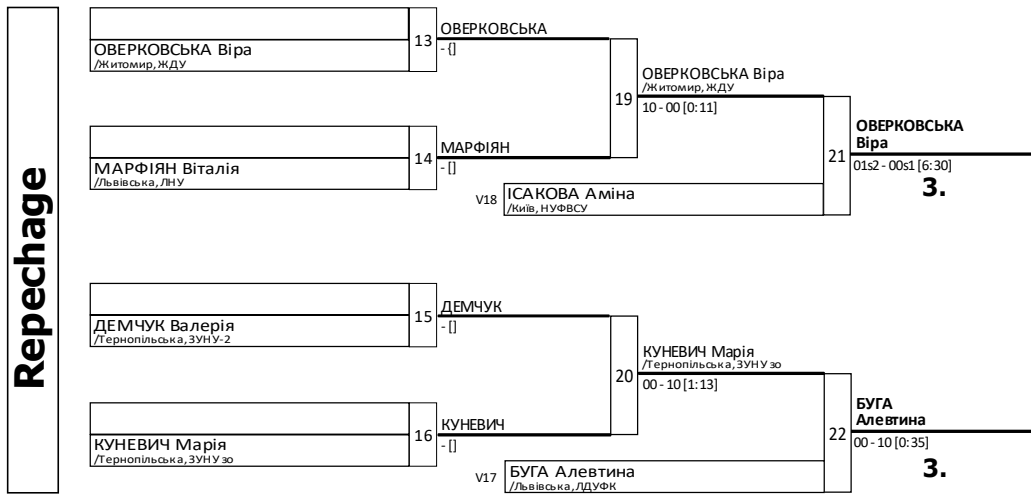 Repechage
ОВЕРКОВСЬКА Віра
/Житомир, ЖДУ
13
ОВЕРКОВСЬКА
- {]
МАРФІЯН Віталія
/Львівська, ЛНУ
14
МАРФІЯН
- []
19
ОВЕРКОВСЬКА Віра
/Житомир, ЖДУ
10 - 00 [0:11]
V18
ІСАКОВА Аміна
/Київ, НУФВСУ
21
ОВЕРКОВСЬКА
Віра
01s2 - 00s1 [6:30]
3.
ДЕМЧУК Валерія
/Тернопільська, ЗУНУ-2
15
ДЕМЧУК
- []
КУНЕВИЧ Марія
/Тернопільська, ЗУНУ зо
16
КУНЕВИЧ
- []
20
КУНЕВИЧ Марія
/Тернопільська, ЗУНУ зо
00 - 10 [1:13]
V17
БУГА Алевтина
/Львівська, ЛДУФК
22
БУГА
Алевтина
00 - 10 [0:35]
3.